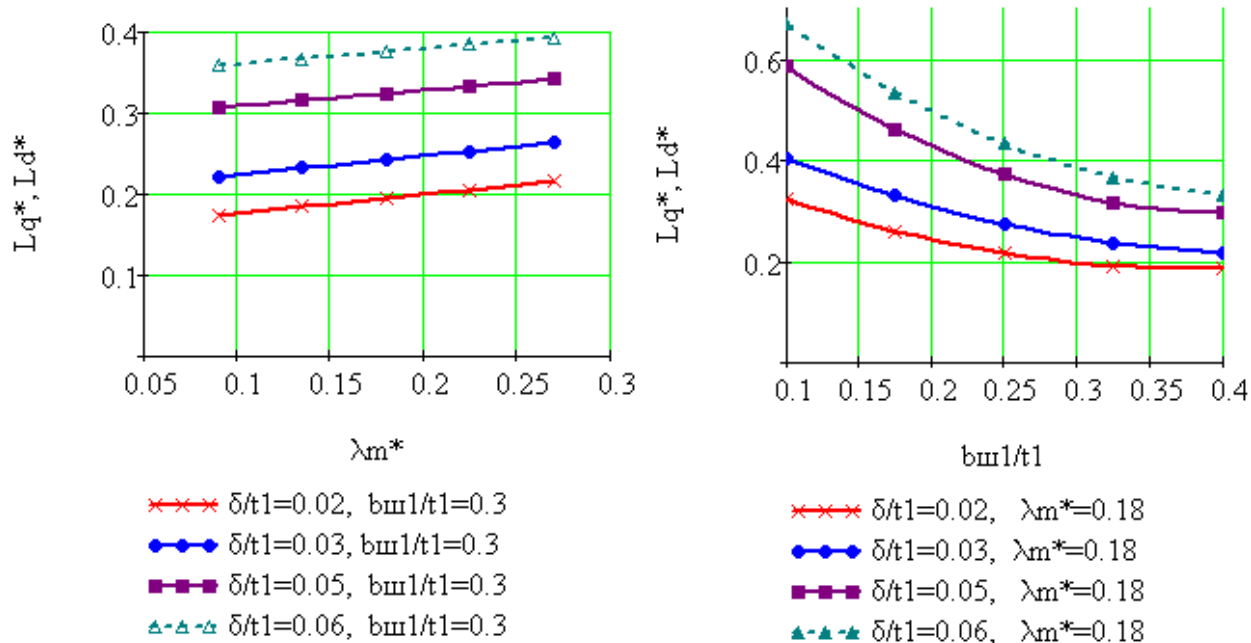 0.4
0.3
0.2
0.1
Lq*, Ld*
0.05 0.1 0.15 0.2 0.25 0.3
λm*
δ/t1=0.02, bш1/t1=0.3
δ/t1=0.03, bш1/t1=0.3
δ/t1=0.05, bш1/t1=0.3
δ/t1=0.06, bш1/t1=0.3
0.6
0.4
0.2
Lq*, Ld*
0.1 0.15 0.2 0.25 0.3 0.35 0.4
bш1/t1
δ/t1=0.02, λm*=0.18
δ/t1=0.03, λm*=0.18
δ/t1=0.05, λm*=0.18
δ/t1=0.06, λm*=0.18